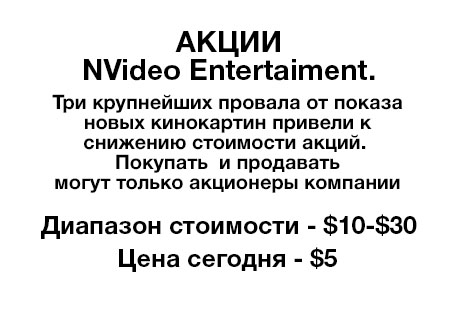 АКЦИИ
NVideo Entertaiment.
Три крупнейших провала от показа
новых кинокартин привели к
снижению стоимости акций.
Покупать и продавать
могут только акционеры компании
Диапазон стоимости - $10-$30
Цена сегодня - $5